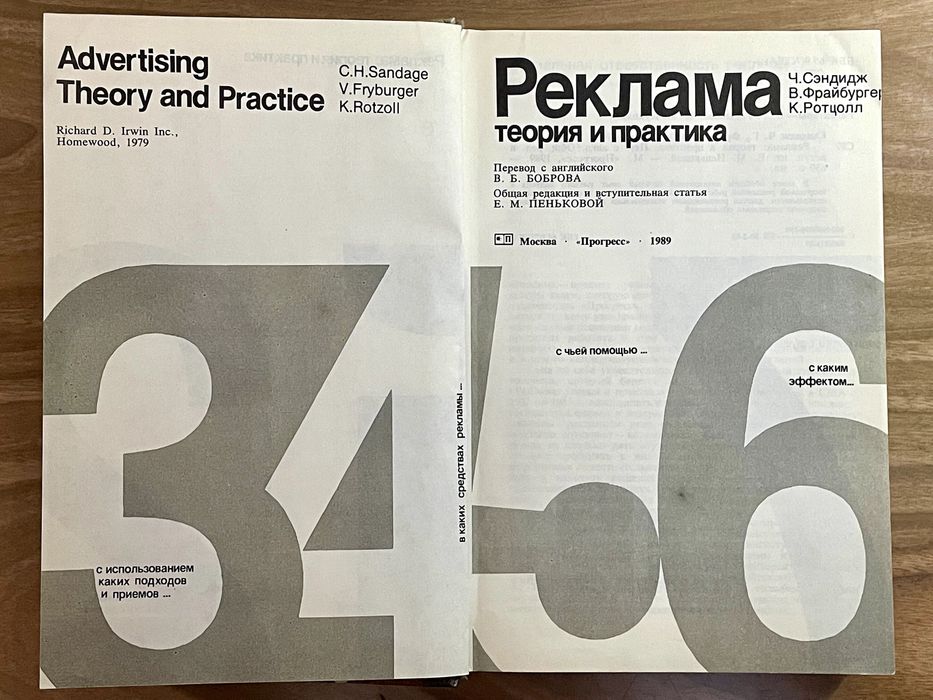 Advertising
Theory and Practice
C.H.Sandage
V.Fryburger
K.Rotzoll
Richard D. Irwin Inc.,
Homewood, 1979
34
с использованием
каких подходов
и приемов ...
в каких средствах рекламы ...
Реклама
теория и практика
Ч.Сэндидж
В.Фрайбургер
К.Ротцолл
Перевод с английского
В. Б. БОБРОВА
Общая редакция и вступительная статья
Е. М. ПЕНЬКОВОЙ
Москва · «Прогресс» · 1989
с чьей помощью ...
с каким
эффектом...
56